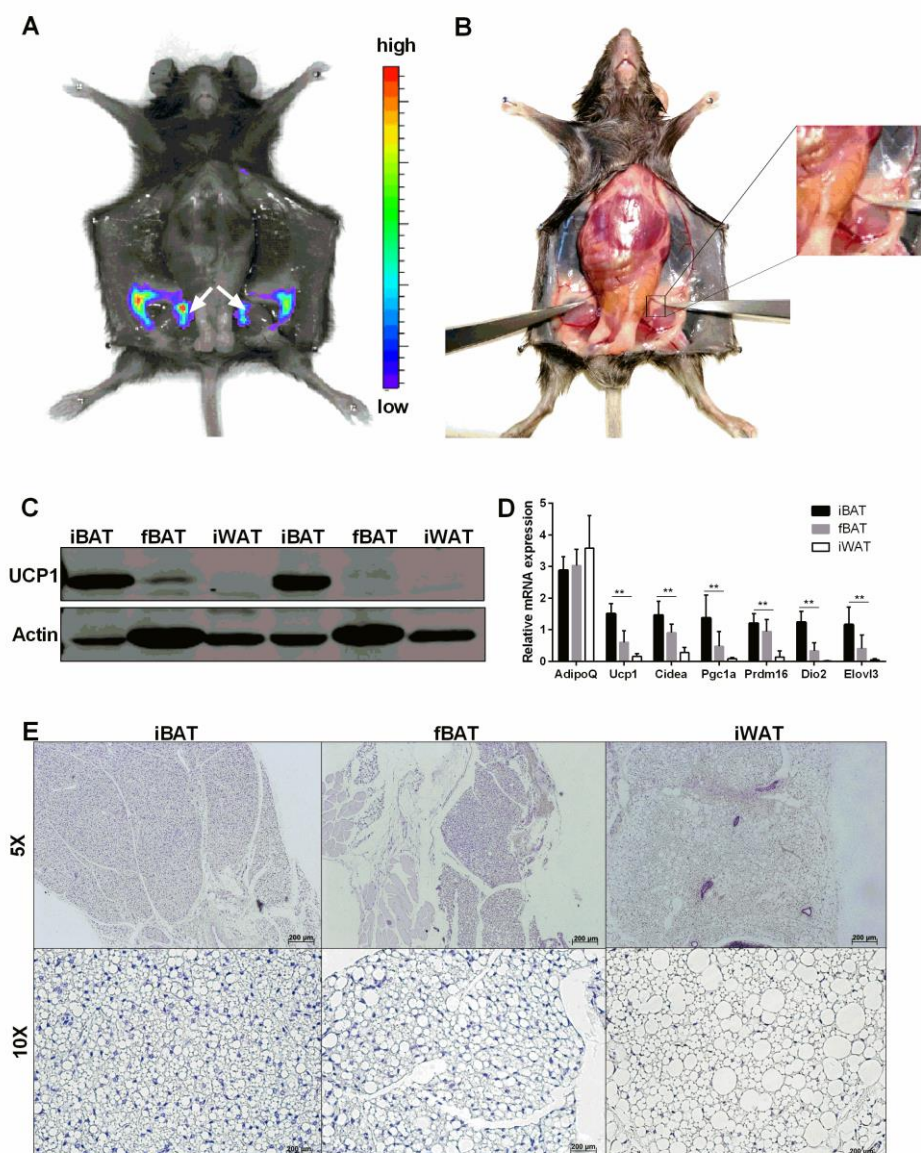 A
high
low
B
C
iBAT fBAT iWAT iBAT fBAT iWAT
UCP1
Actin
D
Relative mRNA expression
5
4
3
2
1
0
iBAT
fBAT
iWAT
** ** ** ** ** **
AdipoQ Ucp1 Cidea Pgc1a Prdm16 Dio2 Elovl3
E
iBAT fBAT iWAT
5X
200 µm 200 µm 200 µm
10X
200 µm 200 µm 200 µm